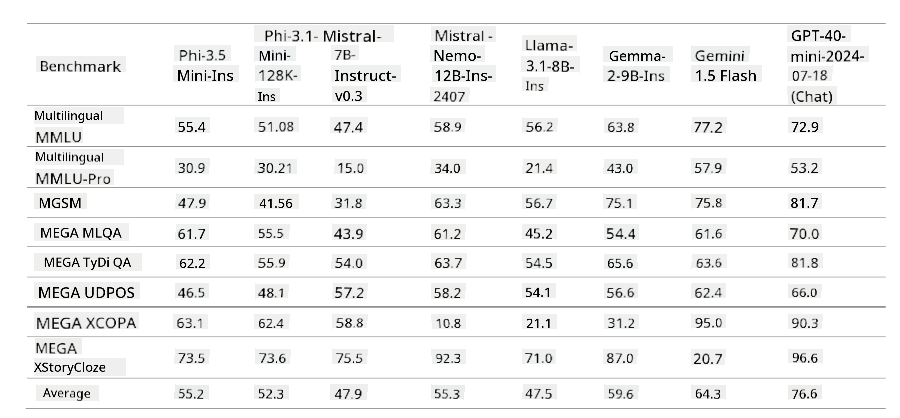 Benchmark Phi-3.5 Mini-Ins Phi-3.1-Mini-128K-Ins Mistral-7B-Instruct-v0.3 Mistral-Nemo-12B-Ins-2407 Llama-3.1-8B-Ins Gemma-2-9B-Ins Gemini 1.5 Flash GPT-40-mini-2024-07-18 (Chat)
Multilingual MMLU 55.4 51.08 47.4 58.9 56.2 63.8 77.2 72.9
Multilingual MMLU-Pro 30.9 30.21 15.0 34.0 21.4 43.0 57.9 53.2
MGSM 47.9 41.56 31.8 63.3 56.7 75.1 75.8 81.7
MEGA MLQA 61.7 55.5 43.9 61.2 45.2 54.4 61.6 70.0
MEGA TyDi QA 62.2 55.9 54.0 63.7 54.5 65.6 63.6 81.8
MEGA UDPOS 46.5 48.1 57.2 58.2 54.1 56.6 62.4 66.0
MEGA XCOPA 63.1 62.4 58.8 10.8 21.1 31.2 95.0 90.3
MEGA XStoryCloze 73.5 73.6 75.5 92.3 71.0 87.0 20.7 96.6
Average 55.2 52.3 47.9 55.3 47.5 59.6 64.3 76.6